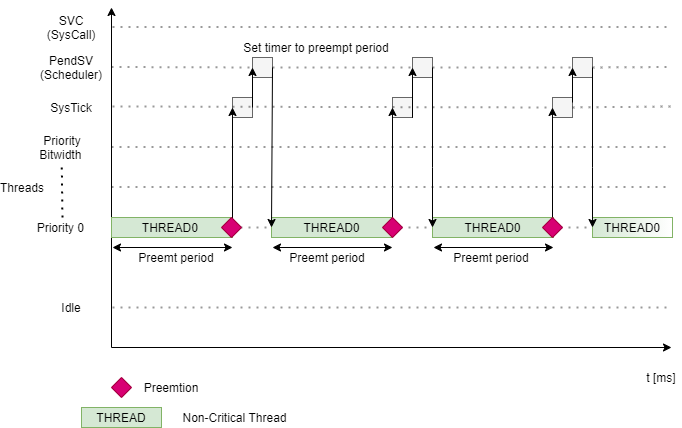 SVC
(SysCall)
PendSV
(Scheduler)
Set timer to preempt period
SysTick
Priority
Bitwidth
Threads
Priority 0
THREAD0
THREAD0
THREAD0
THREAD0
Preemt period
Preemt period
Preemt period
Idle
t [ms]
Preemtion
THREAD
Non-Critical Thread